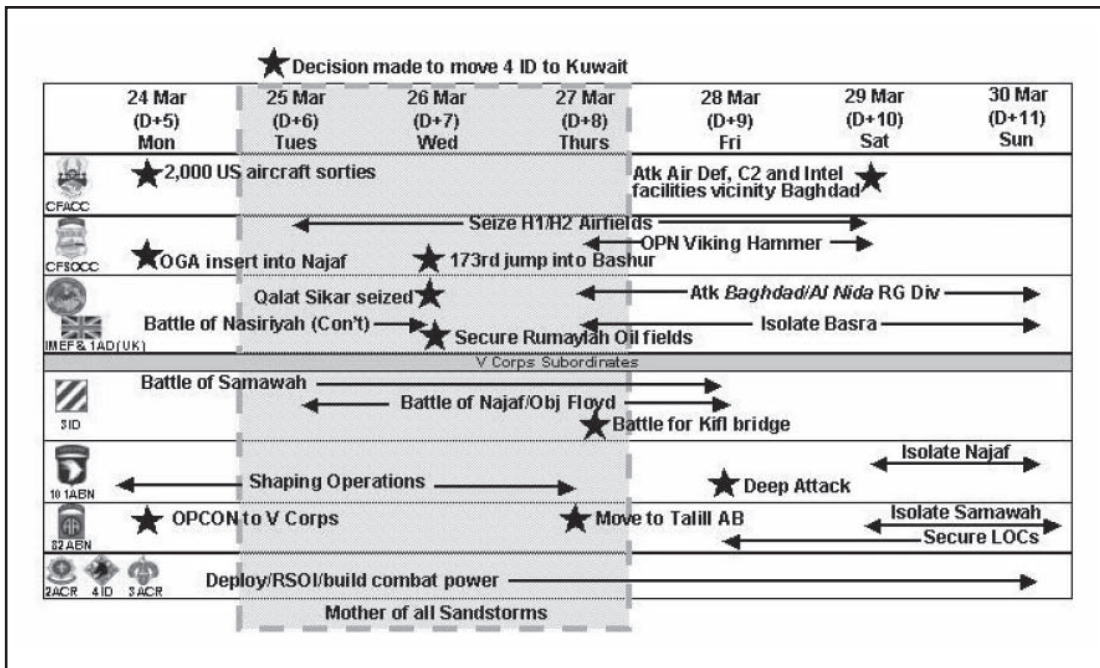 Decision made to move 4 ID to Kuwait
24 Mar 25 Mar 26 Mar 27 Mar 28 Mar 29 Mar 30 Mar
(D+5) (D+6) (D+7) (D+8) (D+9) (D+10) (D+11)
Mon Tues Wed Thurs Fri Sat Sun
2,000 US aircraft sorties
Atk Air Def, C2 and Intel
facilities vicinity Baghdad
CFACC
Seize H1/H2 Airfields
OPN Viking Hammer
OGA insert into Najaf
173rd jump into Bashur
CFSOCC
Qalat Sikar seized
Atk Baghdad/Al Nida RG Div
Battle of Nasiriyah (Con't)
Isolate Basra
Secure Rumaylah Oil fields
IMEF & 1AD(UK)
V Corps Subordinates
Battle of Samawah
Battle of Najaf/Obj Floyd
Battle for Kifl bridge
3ID
Isolate Najaf
Shaping Operations
Deep Attack
101ABN
OPCON to V Corps
Move to Talill AB
Isolate Samawah
Secure LOCs
82ABN
Deploy/RSOI/build combat power
2ACR 4ID 3ACR
Mother of all Sandstorms